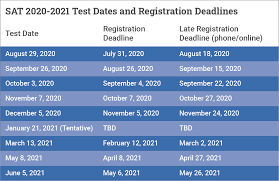 SAT 2020-2021 Test Dates and Registration Deadlines
Test Date Registration Deadline Late Registration Deadline (phone/online)
August 29, 2020 July 31, 2020 August 18, 2020
September 26, 2020 August 26, 2020 September 15, 2020
October 3, 2020 September 4, 2020 September 22, 2020
November 7, 2020 October 7, 2020 October 27, 2020
December 5, 2020 November 5, 2020 November 24, 2020
January 21, 2021 (Tentative) TBD TBD
March 13, 2021 February 12, 2021 March 2, 2021
May 8, 2021 April 8, 2021 April 27, 2021
June 5, 2021 May 6, 2021 May 26, 2021